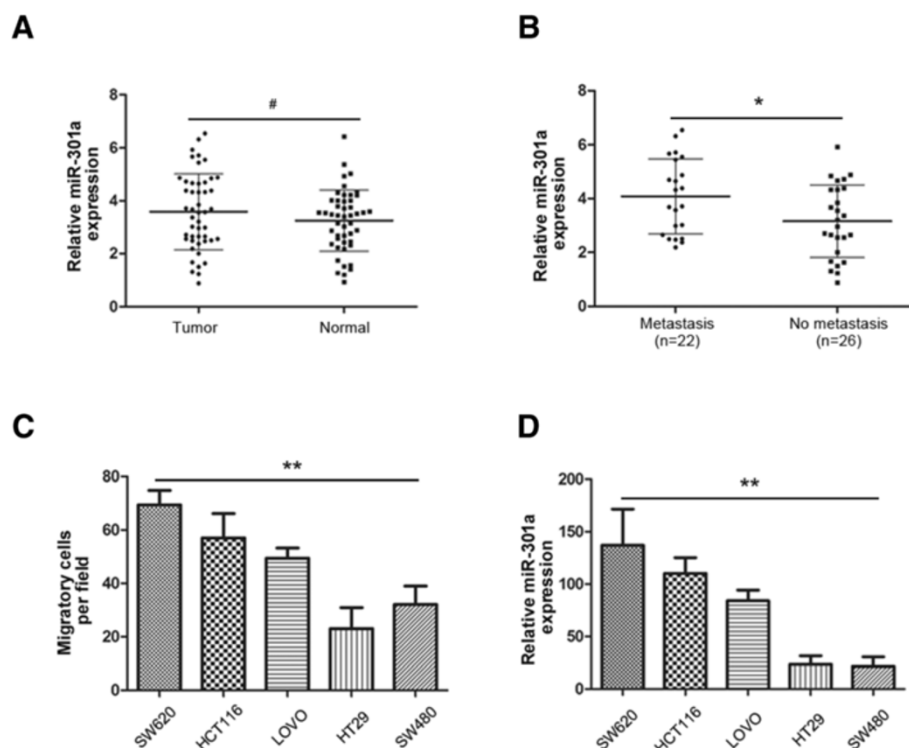 A
Relative miR-301a
expression
8
6
4
2
0
#
Tumor
Normal
B
Relative miR-301a
expression
8
6
4
2
0
*
Metastasis
(n=22)
No metastasis
(n=26)
C
Migratory cells
per field
80
60
40
20
0
**
SW620
HCT116
LOVO
HT29
SW480
D
Relative miR-301a
expression
200
150
100
50
0
**
SW620
HCT116
LOVO
HT29
SW480